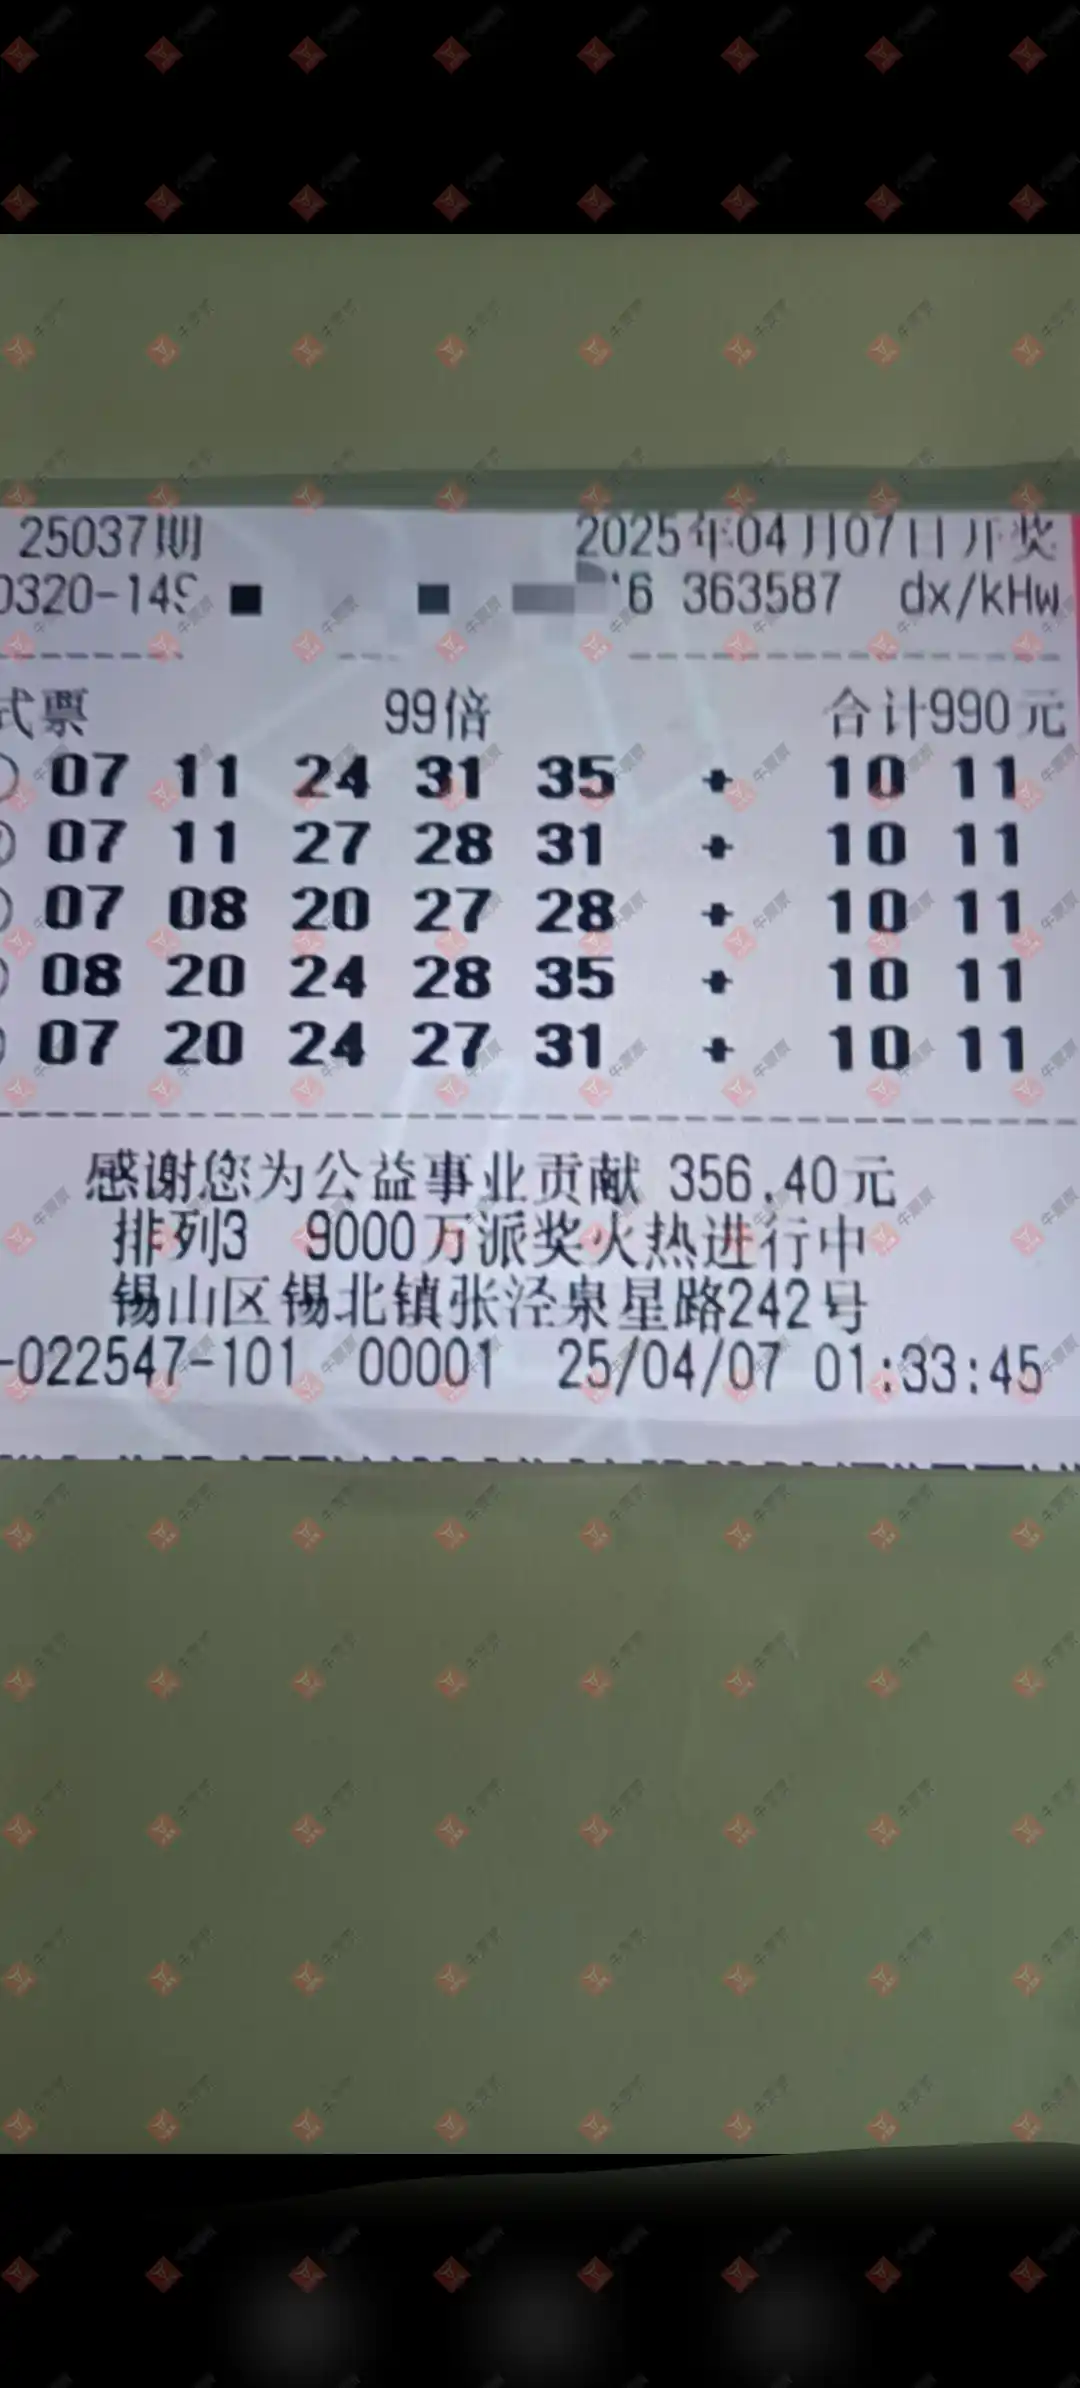 25037期 2025年04月07日开奖
0320-149 6 363587 dx/kHw
式票 99倍 合计990元
07 11 24 31 35 + 10 11
07 11 27 28 31 + 10 11
07 08 20 27 28 + 10 11
08 20 24 28 35 + 10 11
07 20 24 27 31 + 10 11
感谢您为公益事业贡献 356.40元
排列3 9000万派奖火热进行中
锡山区锡北镇张泾泉星路242号
-022547-101 00001 25/04/07 01:33:45